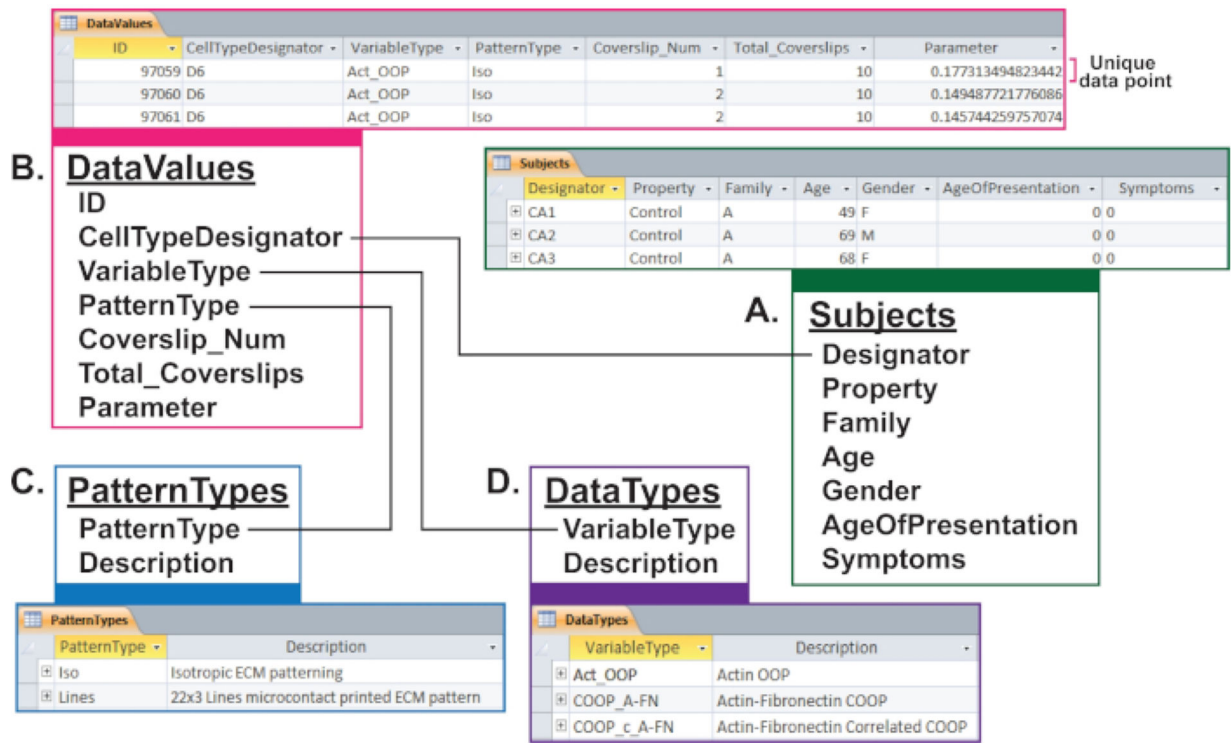 DataValues
ID CellTypeDesignator VariableType PatternType Coverslip_Num Total_Coverslips Parameter
97059 D6 Act_OOP Iso 1 10 0.177313494823442
97060 D6 Act_OOP Iso 2 10 0.149487721776086
97061 D6 Act_OOP Iso 2 10 0.145744259757074
Unique
data point
B. DataValues
ID
CellTypeDesignator
VariableType
PatternType
Coverslip_Num
Total_Coverslips
Parameter
Subjects
Designator Property Family Age Gender AgeOfPresentation Symptoms
CA1 Control A 49 F 0 0
CA2 Control A 69 M 0 0
CA3 Control A 68 F 0 0
A. Subjects
Designator
Property
Family
Age
Gender
AgeOfPresentation
Symptoms
C. PatternTypes
PatternType
Description
PatternTypes
PatternType Description
Iso Isotropic ECM patterning
Lines 22x3 Lines microcontact printed ECM pattern
D. DataTypes
VariableType
Description
DataTypes
VariableType Description
Act_OOP Actin OOP
COOP_A-FN Actin-Fibronectin COOP
COOP_c_A-FN Actin-Fibronectin Correlated COOP